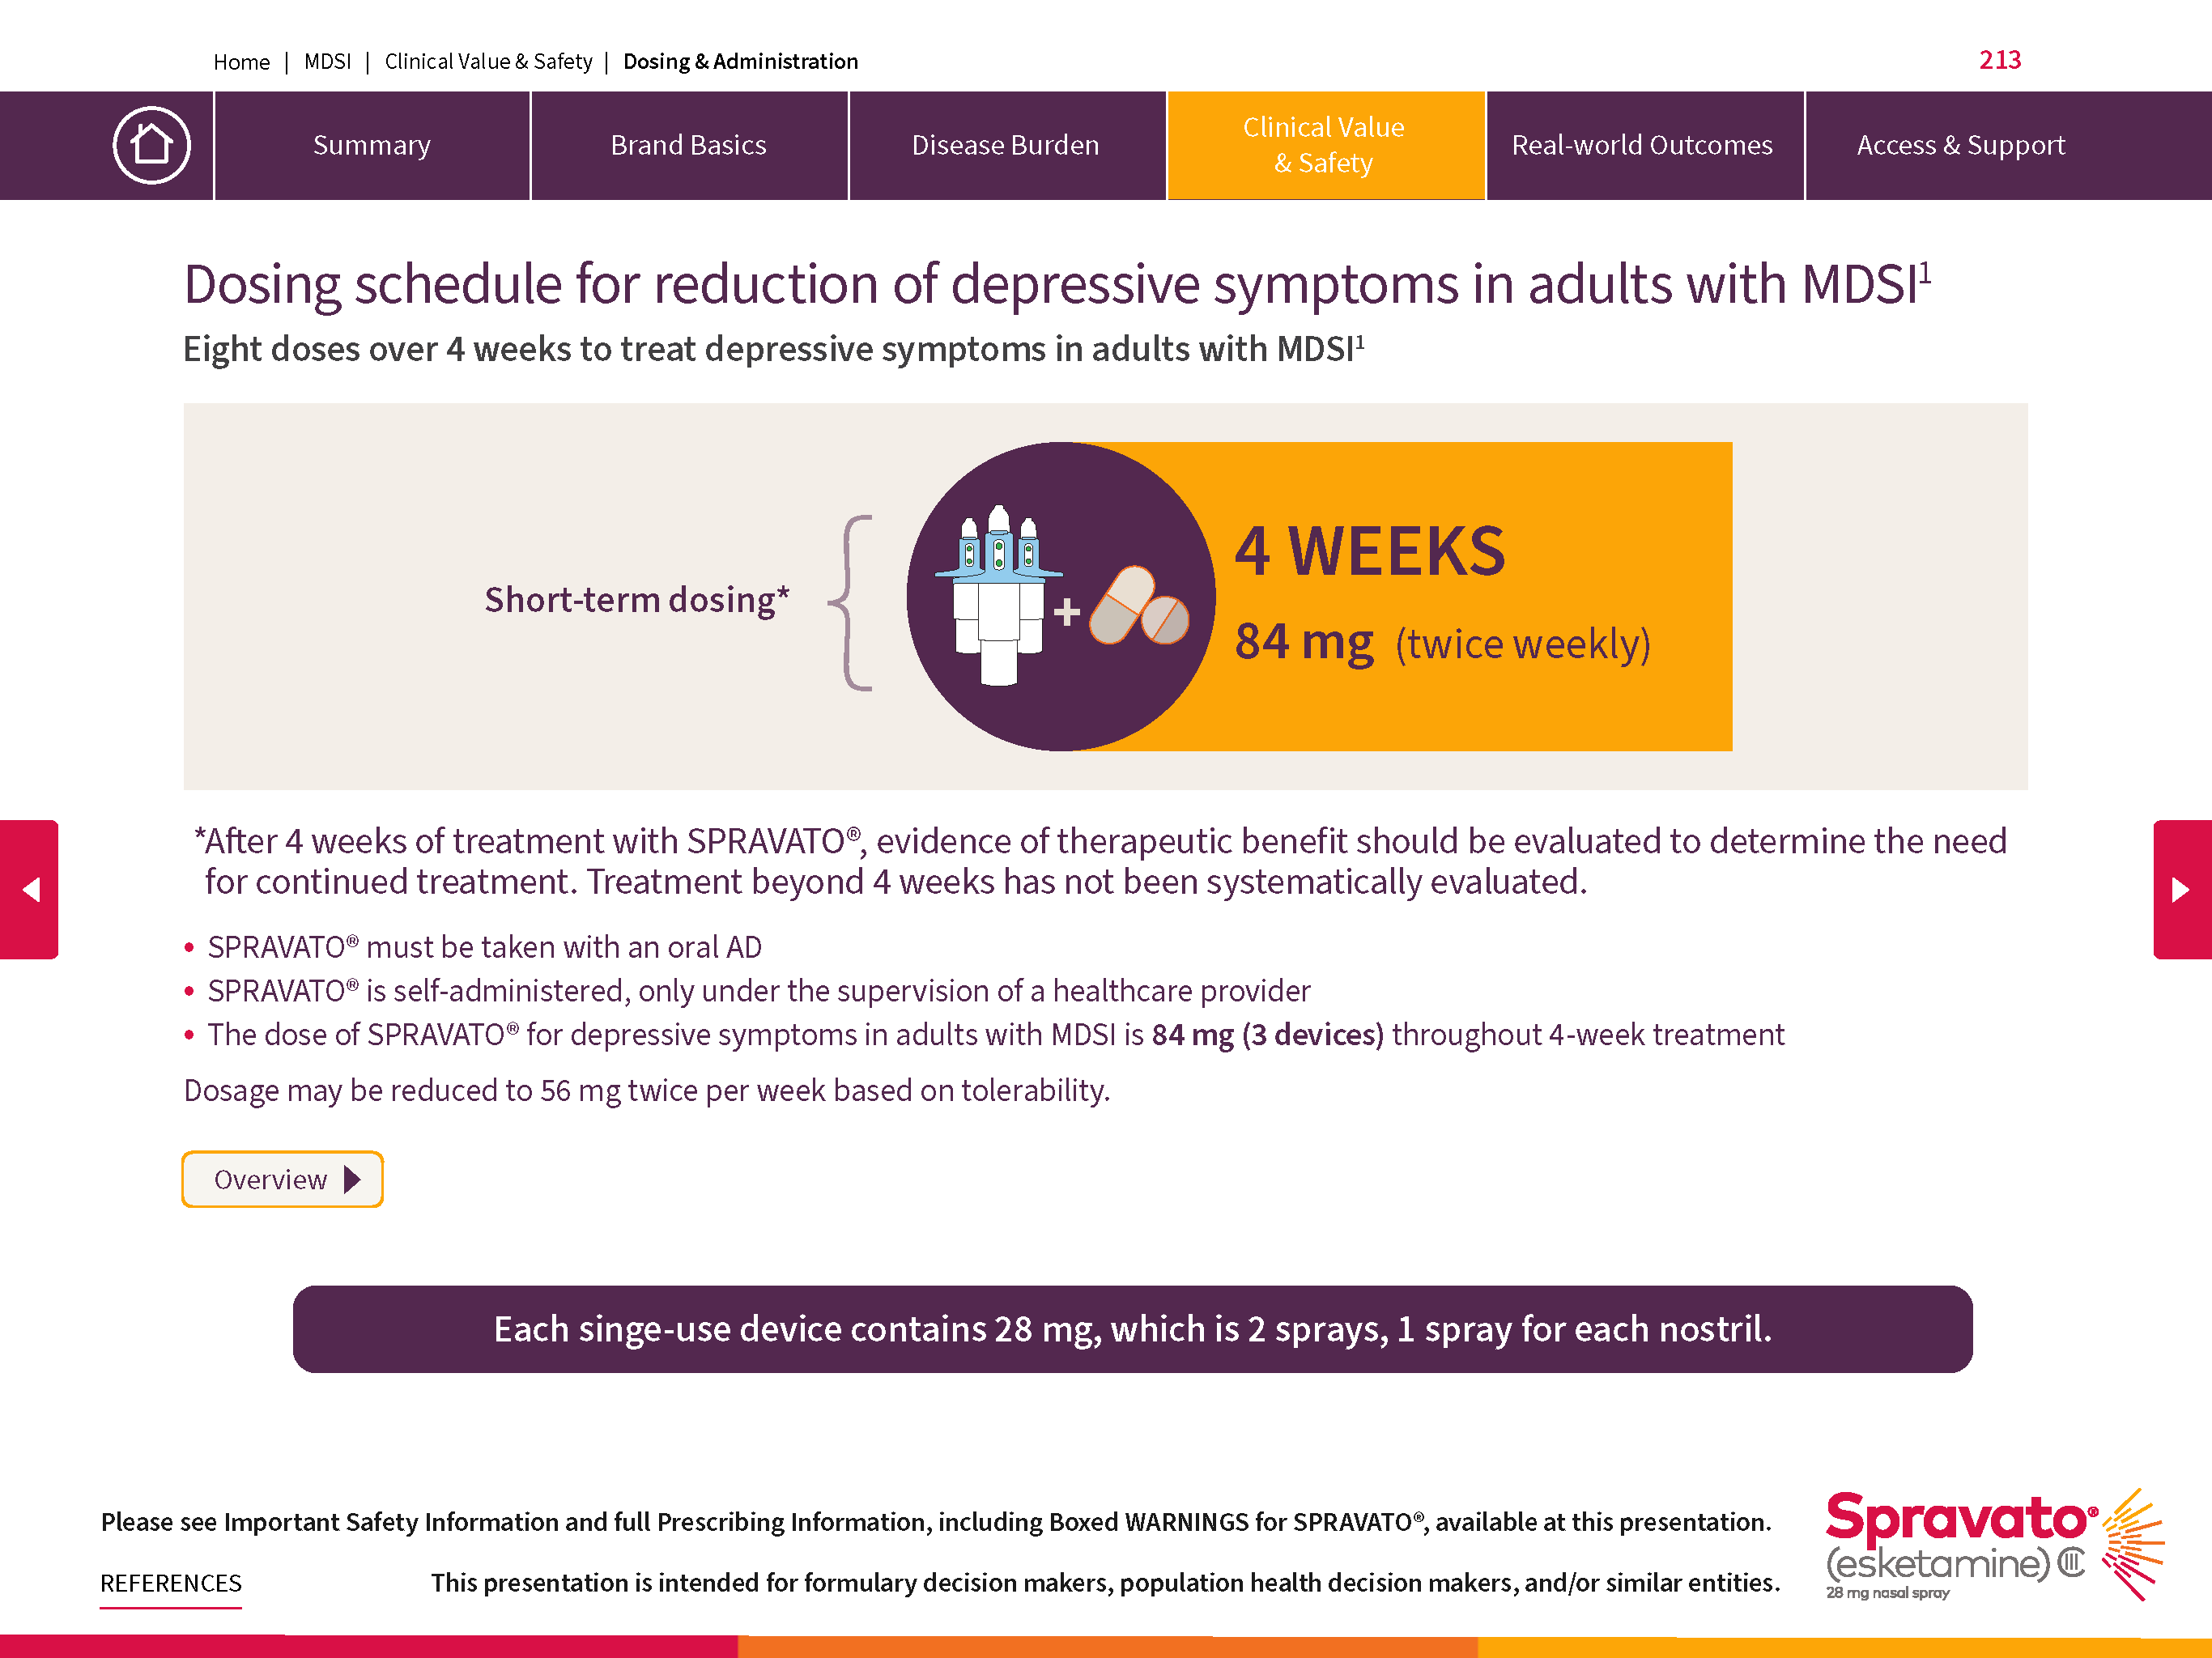 Home | MDSI | Clinical Value & Safety | Dosing & Administration
213
Summary
Brand Basics
Disease Burden
Clinical Value
& Safety
Real-world Outcomes
Access & Support
Dosing schedule for reduction of depressive symptoms in adults with MDSI¹
Eight doses over 4 weeks to treat depressive symptoms in adults with MDSI¹
Short-term dosing*
+
4 WEEKS
84 mg (twice weekly)
*After 4 weeks of treatment with SPRAVATO®, evidence of therapeutic benefit should be evaluated to determine the need
for continued treatment. Treatment beyond 4 weeks has not been systematically evaluated.
• SPRAVATO® must be taken with an oral AD
• SPRAVATO® is self-administered, only under the supervision of a healthcare provider
• The dose of SPRAVATO® for depressive symptoms in adults with MDSI is 84 mg (3 devices) throughout 4-week treatment
Dosage may be reduced to 56 mg twice per week based on tolerability.
Overview
Each singe-use device contains 28 mg, which is 2 sprays, 1 spray for each nostril.
Please see Important Safety Information and full Prescribing Information, including Boxed WARNINGS for SPRAVATO®, available at this presentation.
REFERENCES
This presentation is intended for formulary decision makers, population health decision makers, and/or similar entities.
Spravato®
(esketamine) CIII
28 mg nasal spray